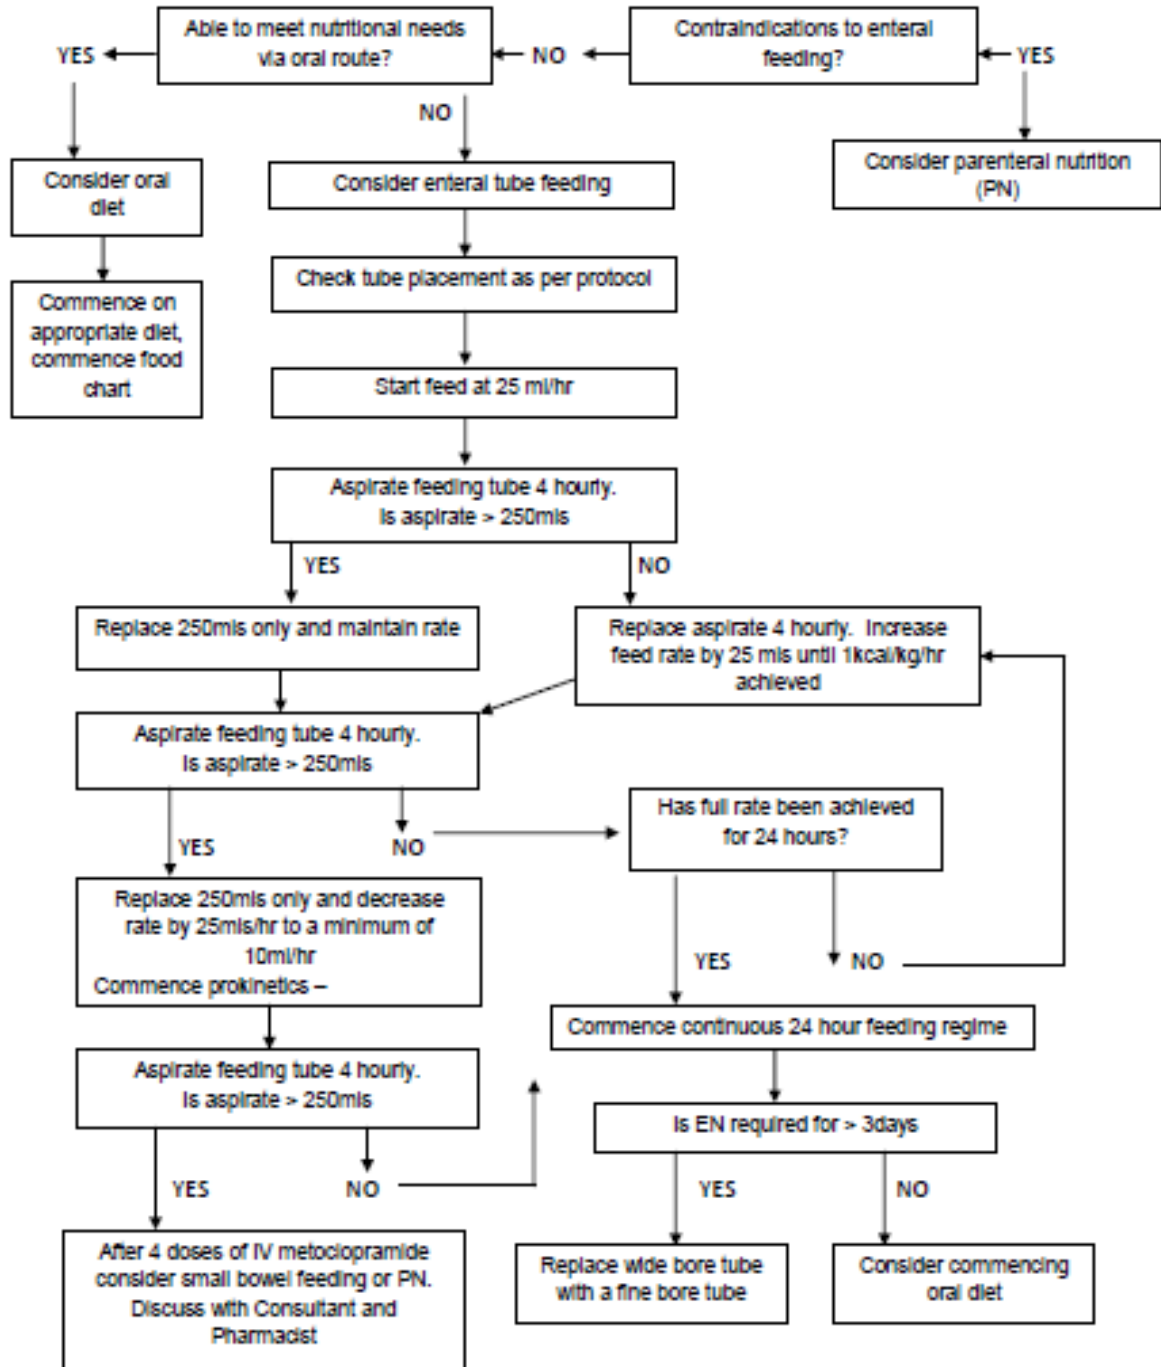 Able to meet nutritional needs
via oral route?
Contraindications to enteral
feeding?
YES
NO
YES
NO
Consider parenteral nutrition
(PN)
Consider oral
diet
Consider enteral tube feeding
Check tube placement as per protocol
Commence on
appropriate diet,
commence food
chart
Start feed at 25 ml/hr
Aspirate feeding tube 4 hourly.
Is aspirate > 250mls
YES
NO
Replace 250mls only and maintain rate
Replace aspirate 4 hourly. Increase
feed rate by 25 mls until 1kcal/kg/hr
achieved
Aspirate feeding tube 4 hourly.
Is aspirate > 250mls
Has full rate been achieved
for 24 hours?
YES
NO
Replace 250mls only and decrease
rate by 25mls/hr to a minimum of
10ml/hr
Commence prokinetics –
YES
NO
Commence continuous 24 hour feeding regime
Aspirate feeding tube 4 hourly.
Is aspirate > 250mls
Is EN required for > 3days
YES
NO
YES
NO
After 4 doses of IV metoclopramide
consider small bowel feeding or PN.
Discuss with Consultant and
Pharmacist
Replace wide bore tube
with a fine bore tube
Consider commencing
oral diet